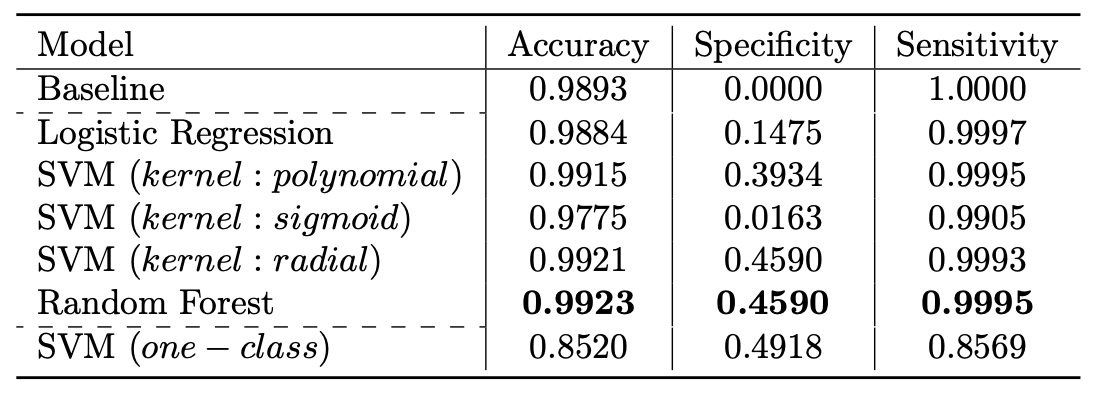 Model Accuracy Specificity Sensitivity
Baseline 0.9893 0.0000 1.0000
Logistic Regression 0.9884 0.1475 0.9997
SVM (kernel : polynomial) 0.9915 0.3934 0.9995
SVM (kernel : sigmoid) 0.9775 0.0163 0.9905
SVM (kernel : radial) 0.9921 0.4590 0.9993
Random Forest 0.9923 0.4590 0.9995
SVM (one − class) 0.8520 0.4918 0.8569